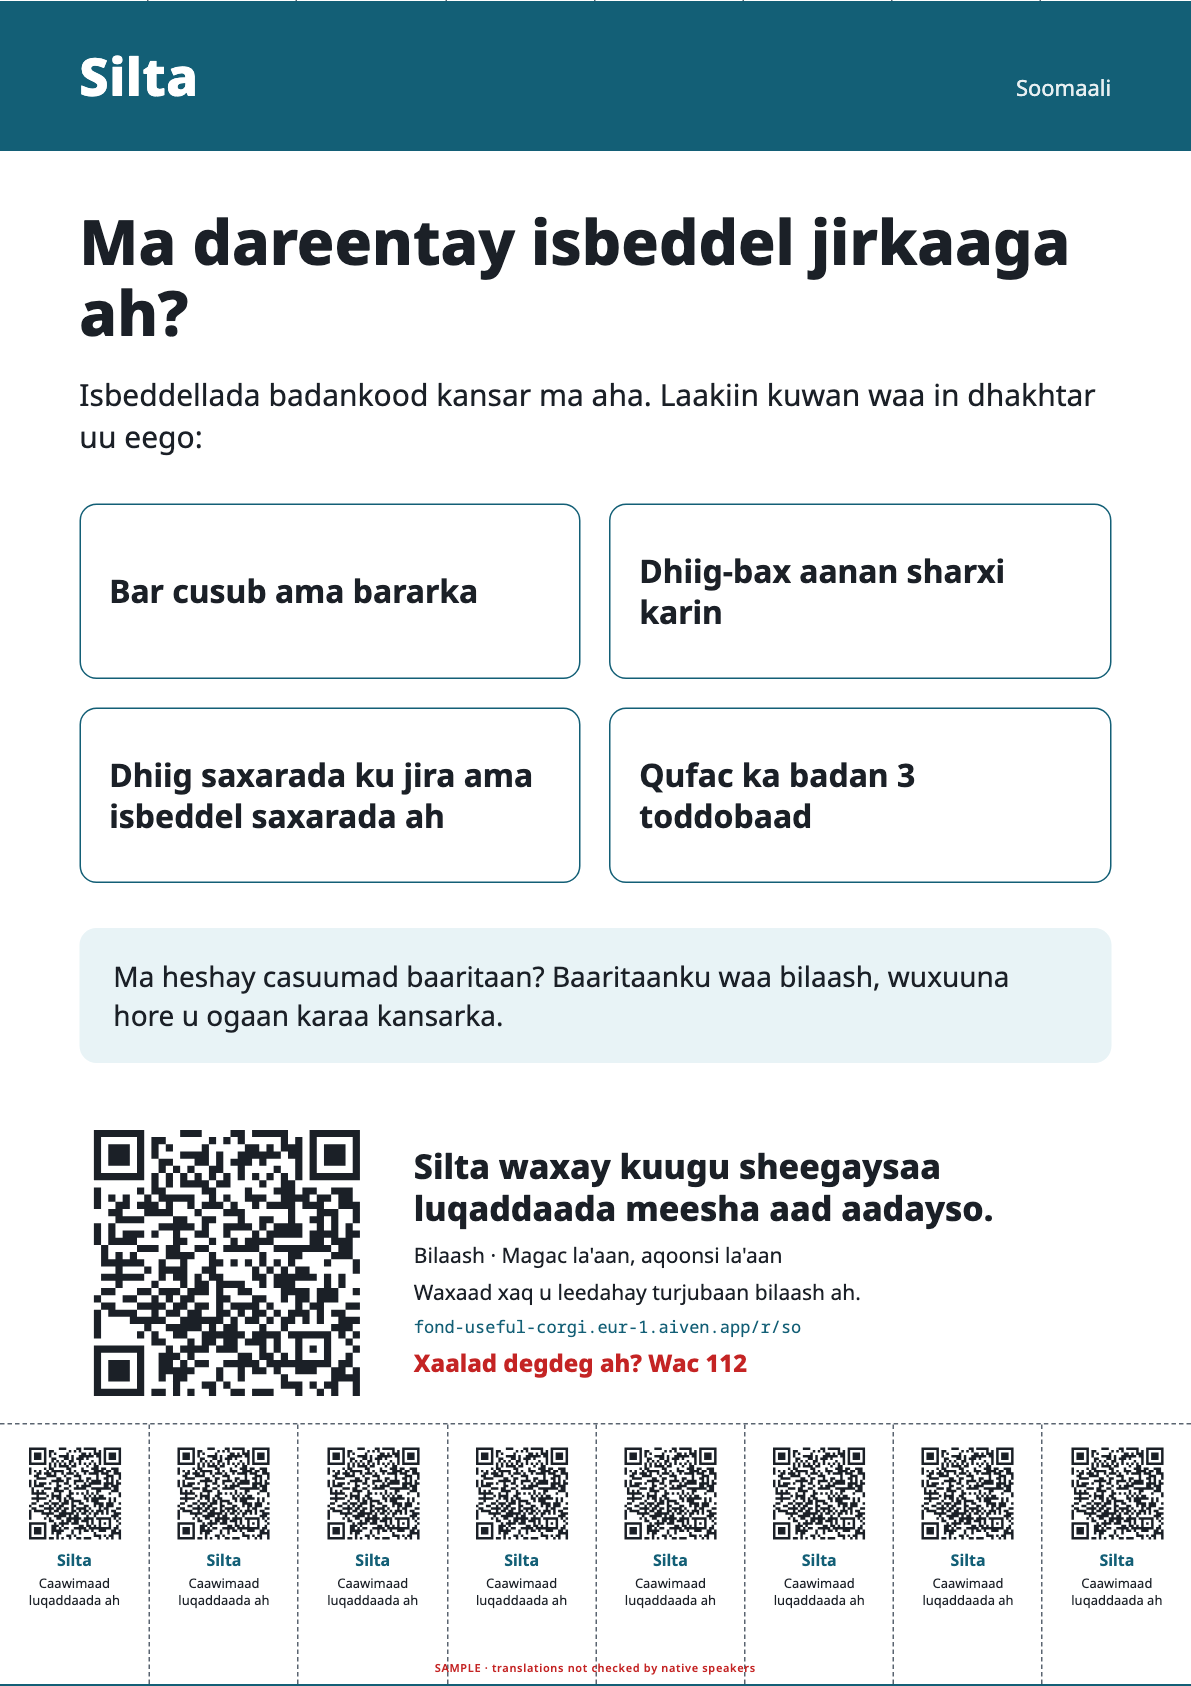 Silta
Soomaali
Ma dareentay isbeddel jirkaaga
ah?
Isbeddellada badankood kansar ma aha. Laakiin kuwan waa in dhakhtar
uu eego:
Bar cusub ama bararka
Dhiig-bax aanan sharxi
karin
Dhiig saxarada ku jira ama
isbeddel saxarada ah
Qufac ka badan 3
toddobaad
Ma heshay casuumad baaritaan? Baaritaanku waa bilaash, wuxuuna
hore u ogaan karaa kansarka.
Silta waxay kuugu sheegaysaa
luqaddaada meesha aad aadayso.
Bilaash · Magac la'aan, aqoonsi la'aan
Waxaad xaq u leedahay turjubaan bilaash ah.
fond-useful-corgi.eur-1.aiven.app/r/so
Xaalad degdeg ah? Wac 112
Silta
Caawimaad
luqaddaada ah
Silta
Caawimaad
luqaddaada ah
Silta
Caawimaad
luqaddaada ah
Silta
Caawimaad
luqaddaada ah
Silta
Caawimaad
luqaddaada ah
Silta
Caawimaad
luqaddaada ah
Silta
Caawimaad
luqaddaada ah
Silta
Caawimaad
luqaddaada ah
SAMPLE · translations not checked by native speakers